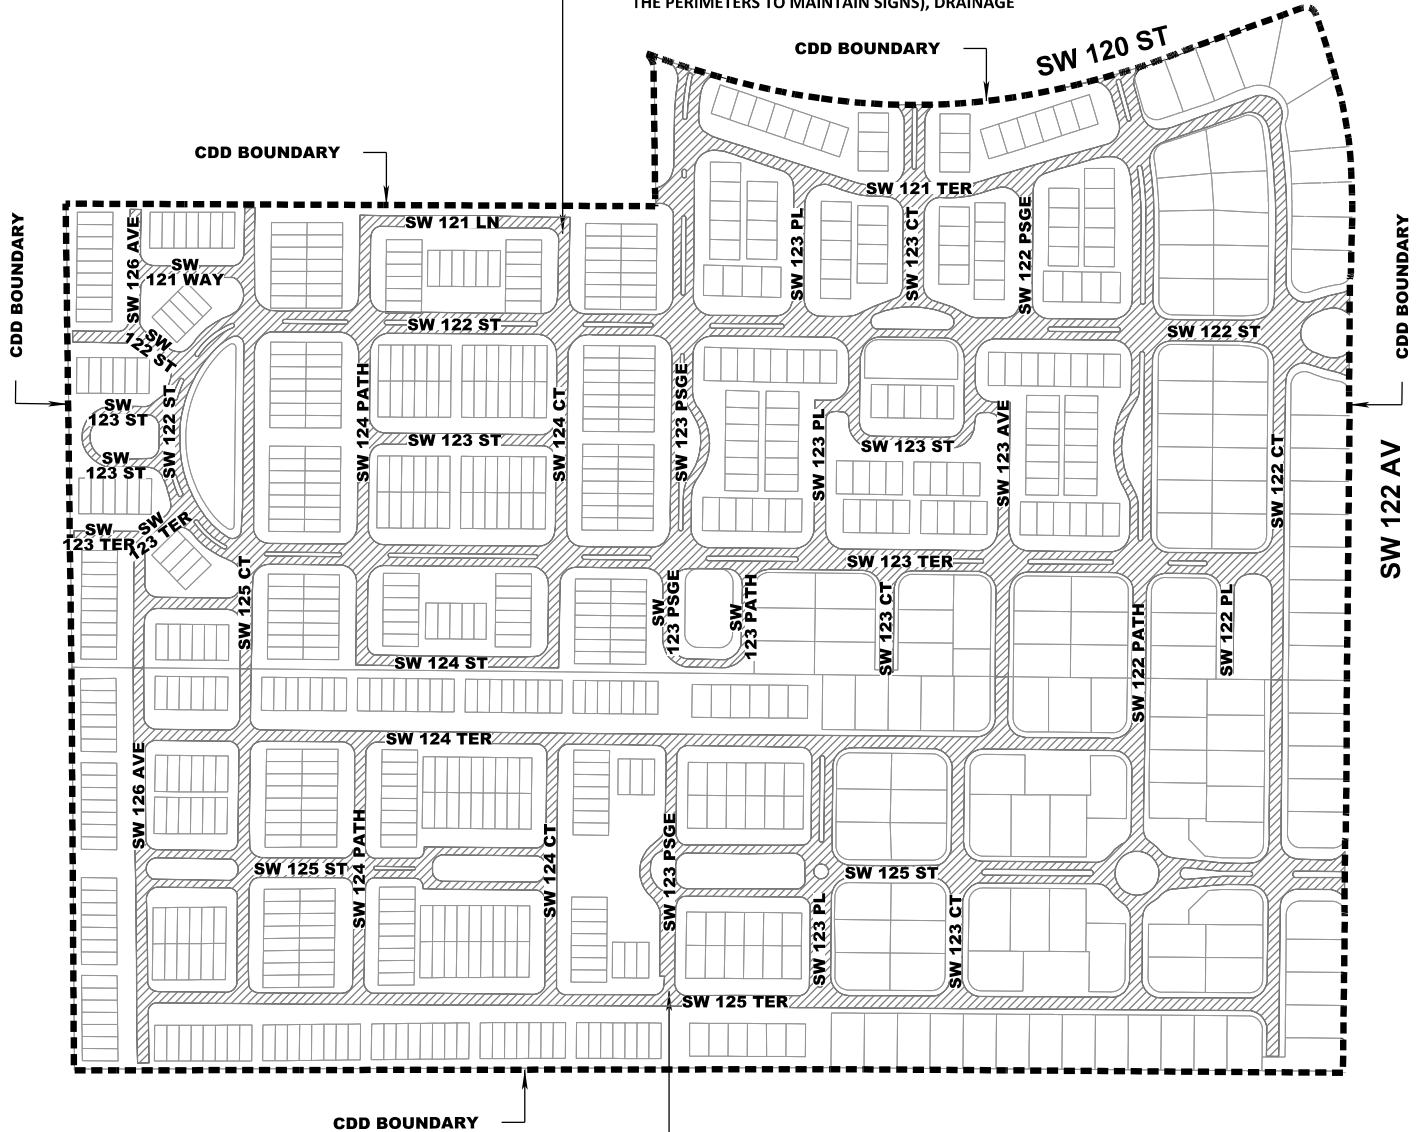 THE PERIMETERS TO MAINTAIN SIGNS), DRAINAGE
CDD BOUNDARY
SW 120 ST
CDD BOUNDARY
CDD BOUNDARY
CDD BOUNDARY
SW 122 AV
SW 121 TER
SW 121 LN
SW 126 AVE
SW
121 WAY
SW 123 PL
SW 123 CT
SW 122 PSGE
SW 122 ST
SW 122 ST
SW
122 ST
SW 124 PATH
SW 124 CT
SW 123 PSGE
SW
123 ST
SW 122 ST
SW 123 ST
SW 123 PL
SW 123 ST
SW 123 AVE
SW 122 CT
SW
123 ST
SW
123 TER
SW
123 TER
SW 123 TER
SW 125 CT
SW
123 PSGE
SW
123 PATH
SW 123 CT
SW 122 PATH
SW 122 PL
SW 124 ST
SW 124 TER
SW 126 AVE
SW 124 PATH
SW 124 CT
SW 123 PSGE
SW 125 ST
SW 125 ST
SW 123 PL
SW 123 CT
SW 125 TER
CDD BOUNDARY